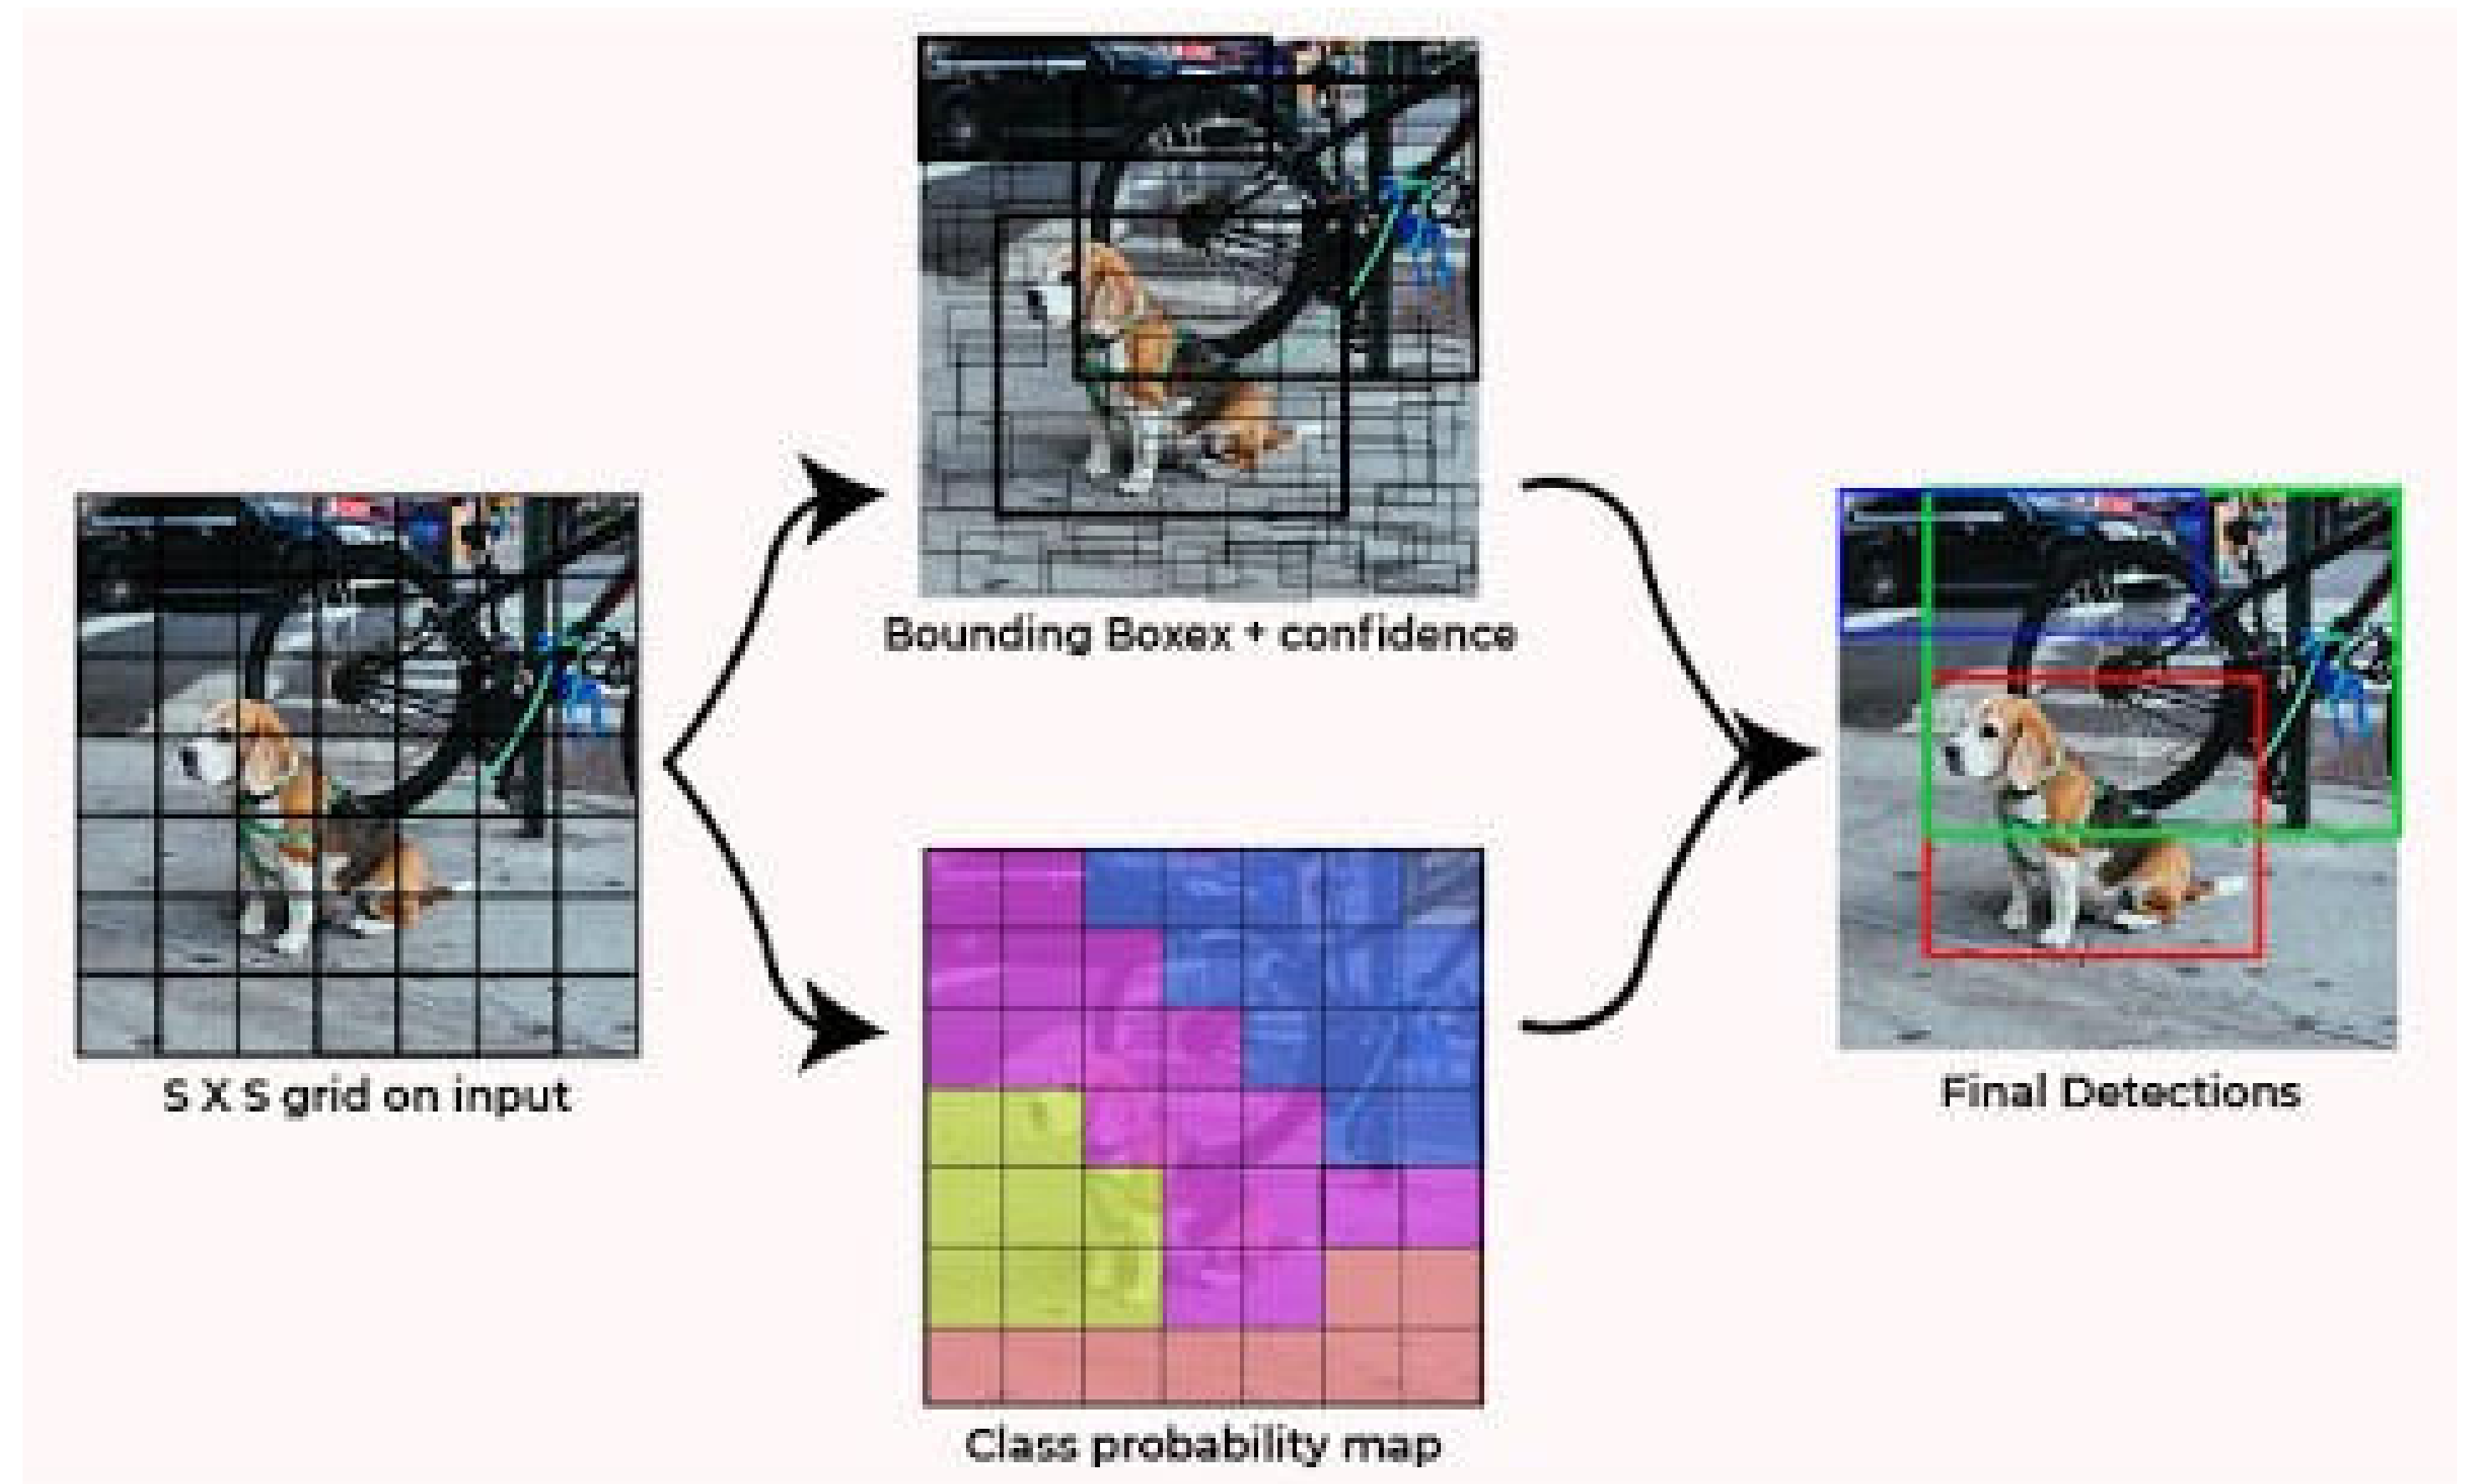 Bounding Boxex + confidence
S X S grid on input
Final Detections
Class probability map